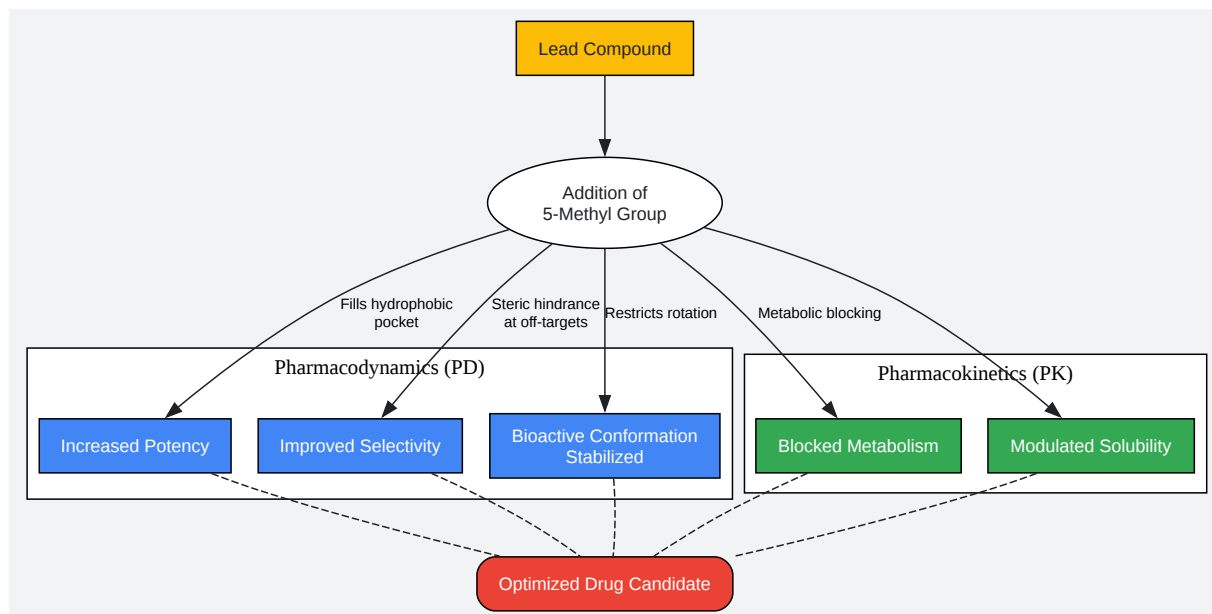 Lead Compound
Addition of
5-Methyl Group
Fills hydrophobic
pocket
Steric hindrance
at off-targets
Restricts rotation
Metabolic blocking
Pharmacodynamics (PD)
Pharmacokinetics (PK)
Increased Potency
Improved Selectivity
Bioactive Conformation
Stabilized
Blocked Metabolism
Modulated Solubility
Optimized Drug Candidate